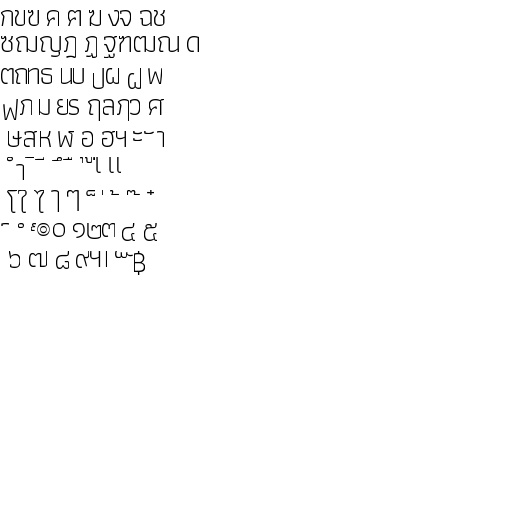 กขฃ ค ฅ ฆ งจ ฉช
ซฌญฎ ฏ ฐฑฒณ ด
ตถทธ นบ ปผ ฝ พ
ฟภม ยร ฤลฦว ศ
ษสห ฬ อ ฮฯ ะ ั า
ำ ิ ี ึ ื ุ ู เ แ
โใ ไ ๅ ๆ ็ ่ ้ ๊ ๋
์ ํ ๎๏๐ ๑๒๓ ๔ ๕
๖ ๗ ๘ ๙ฯ฿